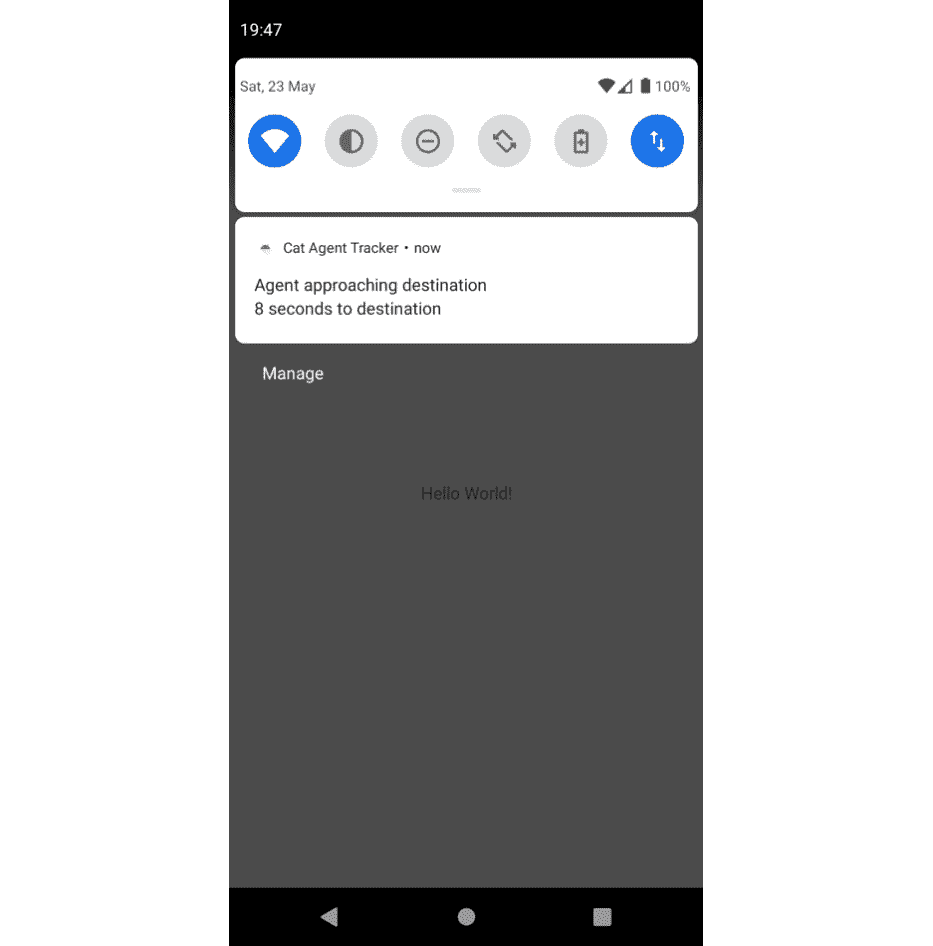 19:47
Sat, 23 May
100%
Cat Agent Tracker • now
Agent approaching destination
8 seconds to destination
Manage
Hello World!